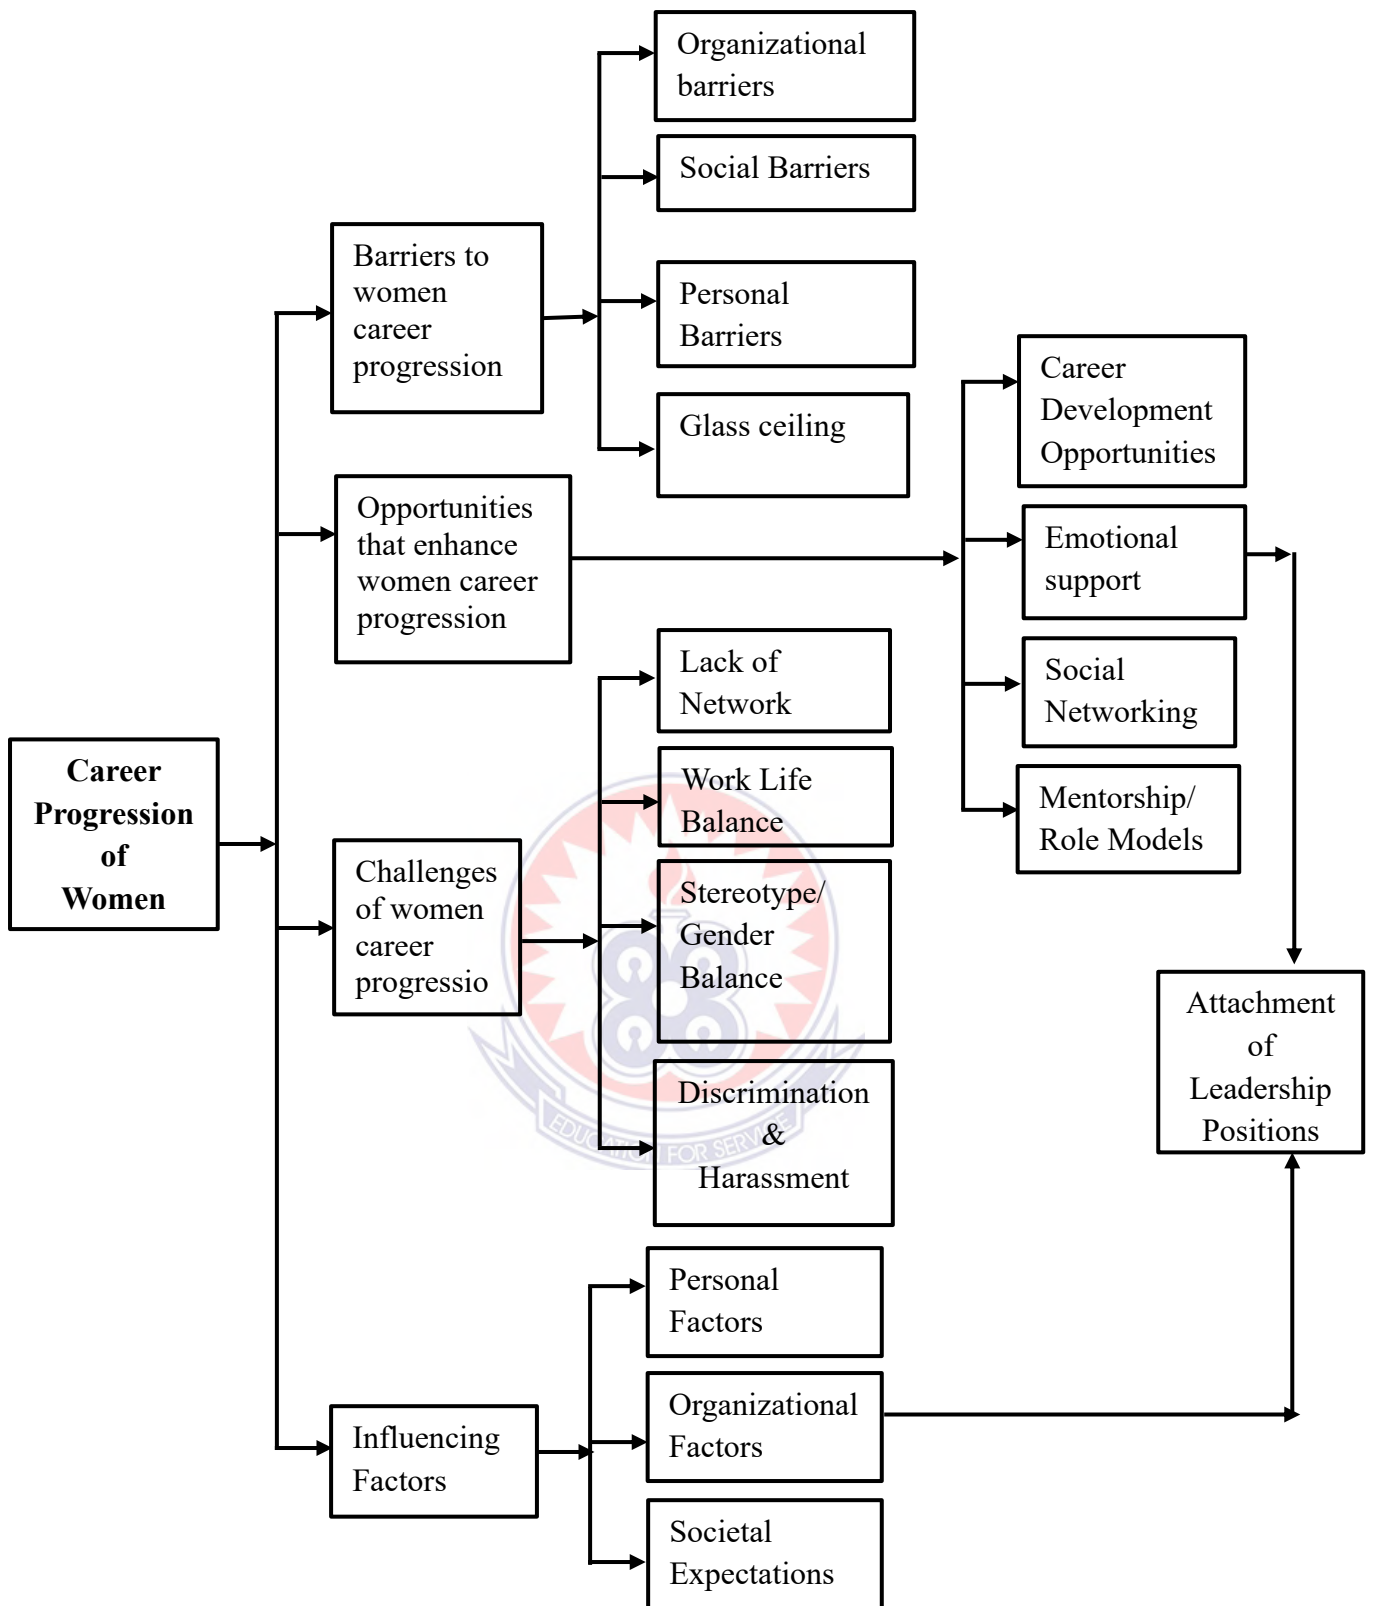 Organizational
barriers
Social Barriers
Barriers to
women
career
progression
Personal
Barriers
Glass ceiling
Career
Development
Opportunities
Opportunities
that enhance
women career
progression
Emotional
support
Social
Networking
Mentorship/
Role Models
Lack of
Network
Work Life
Balance
Career
Progression
of
Women
Challenges
of women
career
progressio
Stereotype/
Gender
Balance
Discrimination
&
Harassment
EDUCATION FOR SERVICE
Attachment
of
Leadership
Positions
Personal
Factors
Organizational
Factors
Influencing
Factors
Societal
Expectations